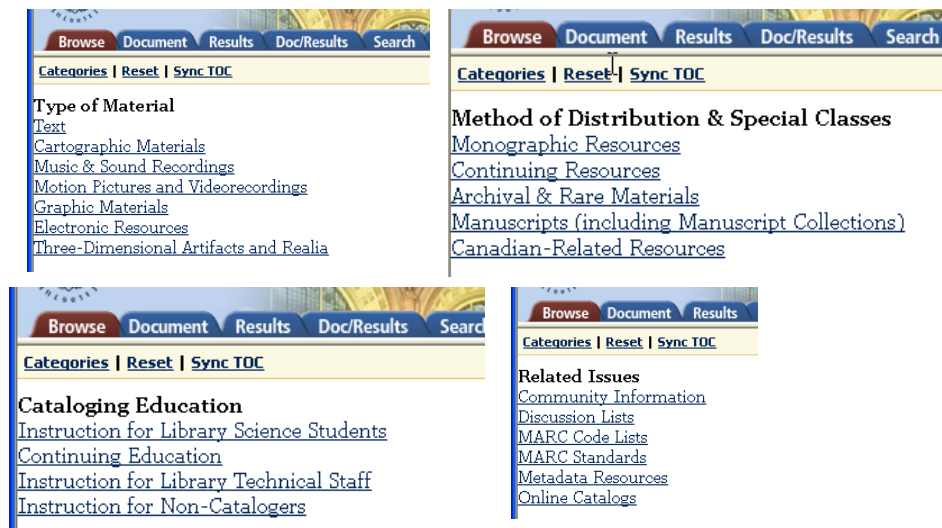 Browse Document Results Doc/Results Search
Categories | Reset | Sync TOC
Type of Material
Text
Cartographic Materials
Music & Sound Recordings
Motion Pictures and Videorecordings
Graphic Materials
Electronic Resources
Three-Dimensional Artifacts and Realia
Browse Document Results Doc/Results Search
Categories | Reset | Sync TOC
Method of Distribution & Special Classes
Monographic Resources
Continuing Resources
Archival & Rare Materials
Manuscripts (including Manuscript Collections)
Canadian-Related Resources
Browse Document Results Doc/Results Searc
Categories | Reset | Sync TOC
Cataloging Education
Instruction for Library Science Students
Continuing Education
Instruction for Library Technical Staff
Instruction for Non-Catalogers
Browse Document Results
Categories | Reset | Sync TOC
Related Issues
Community Information
Discussion Lists
MARC Code Lists
MARC Standards
Metadata Resources
Online Catalogs